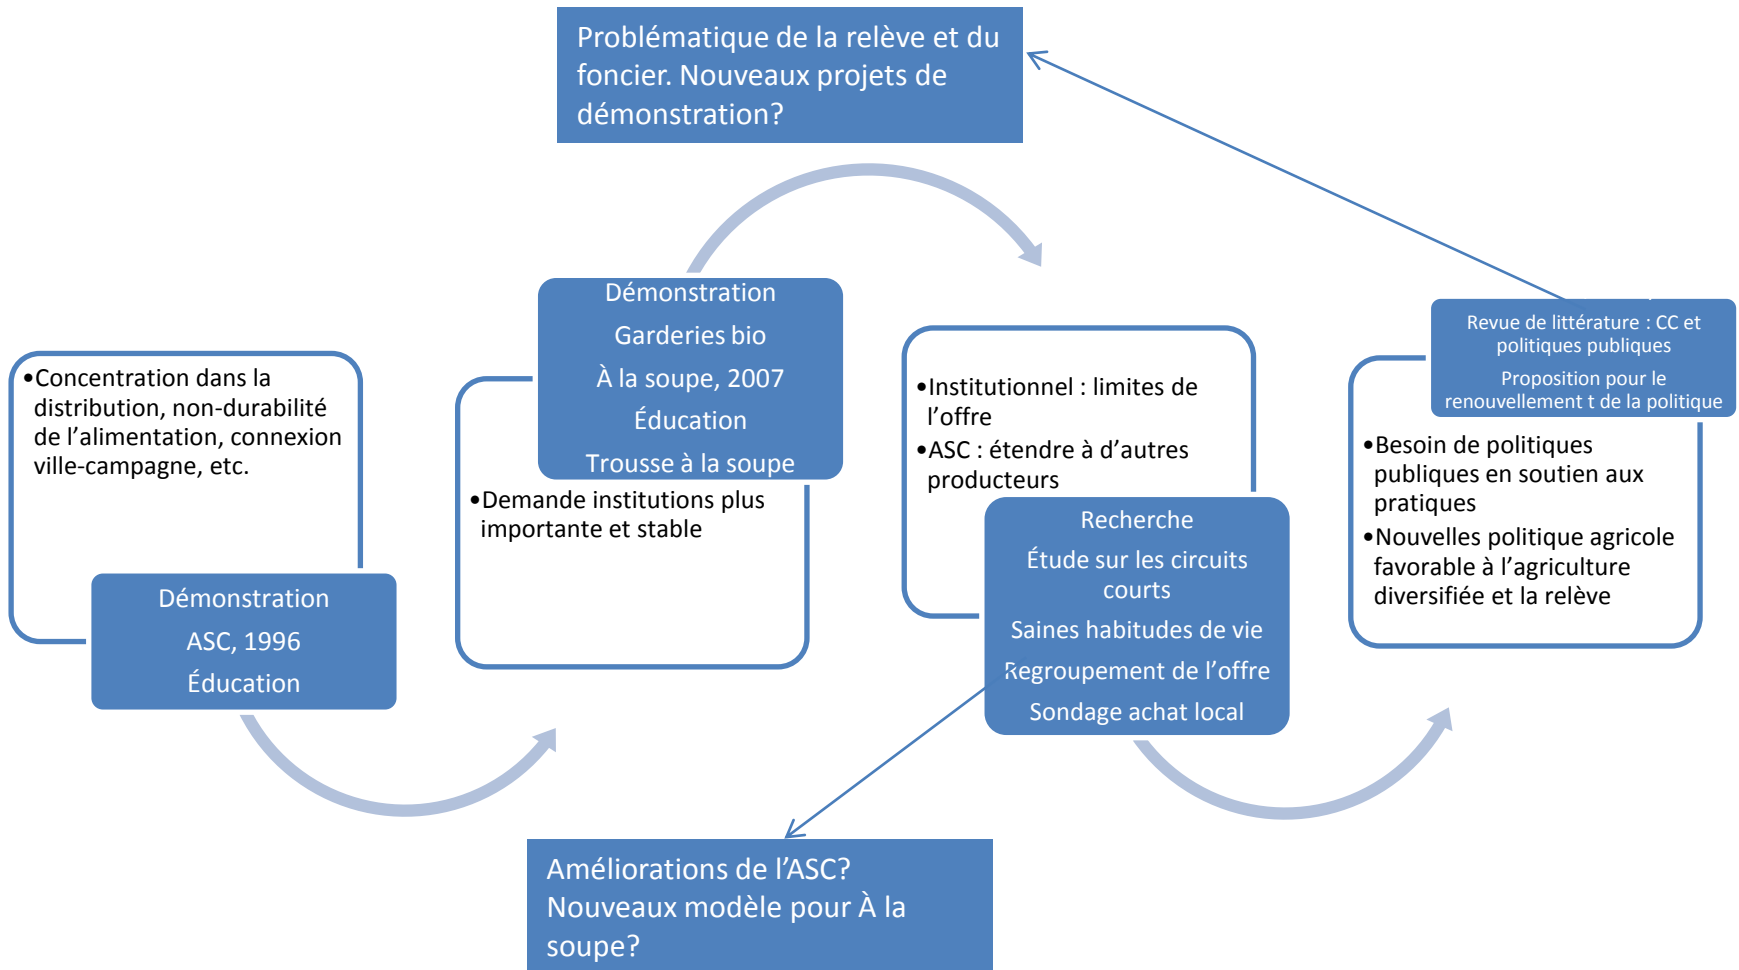 Problématique de la relève et du
foncier. Nouveaux projets de
démonstration?
•Concentration dans la
distribution, non-durabilité
de l’alimentation, connexion
ville-campagne, etc.
Démonstration
ASC, 1996
Éducation
Démonstration
Garderies bio
À la soupe, 2007
Éducation
Trousse à la soupe
•Demande institutions plus
importante et stable
•Institutionnel : limites de
l’offre
•ASC : étendre à d’autres
producteurs
Recherche
Étude sur les circuits
courts
Saines habitudes de vie
Regroupement de l’offre
Sondage achat local
Revue de littérature : CC et
politiques publiques
Proposition pour le
renouvellement t de la politique
•Besoin de politiques
publiques en soutien aux
pratiques
•Nouvelles politique agricole
favorable à l’agriculture
diversifiée et la relève
Améliorations de l’ASC?
Nouveaux modèle pour À la
soupe?